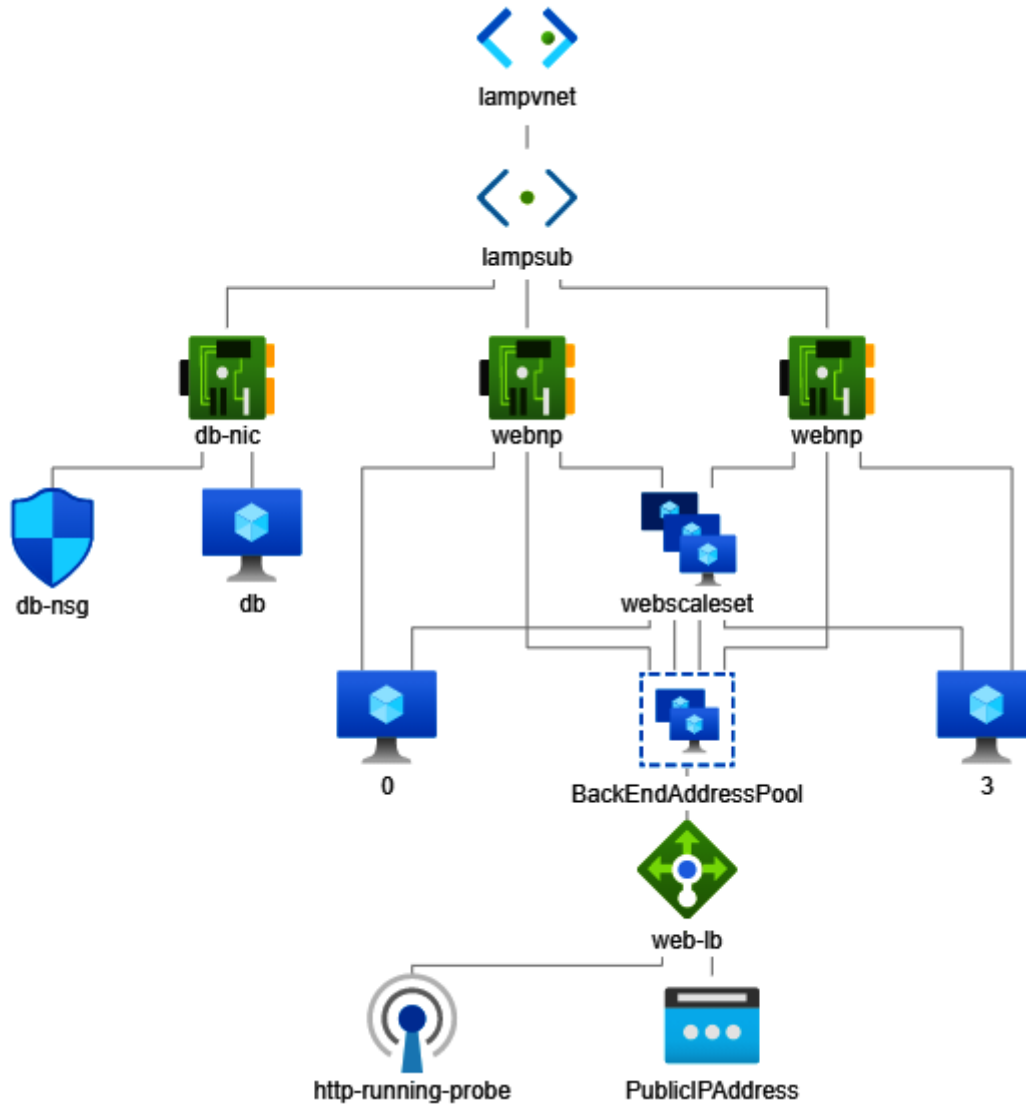 lampvnet
lampsub
db-nic
webnp
webnp
db-nsg
db
webscaleset
0
BackEndAddressPool
3
web-lb
http-running-probe
PublicIPAddress